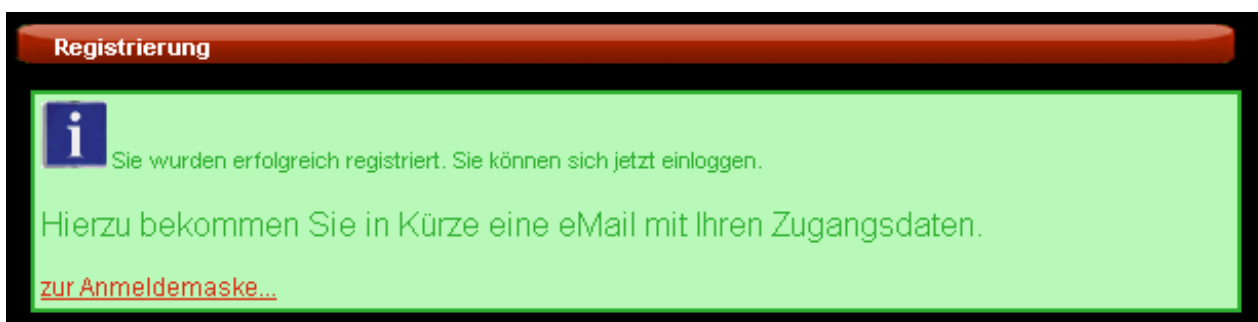 Registrierung
i
Sie wurden erfolgreich registriert. Sie können sich jetzt einloggen.
Hierzu bekommen Sie in Kürze eine eMail mit Ihren Zugangsdaten.
zur Anmeldemaske...